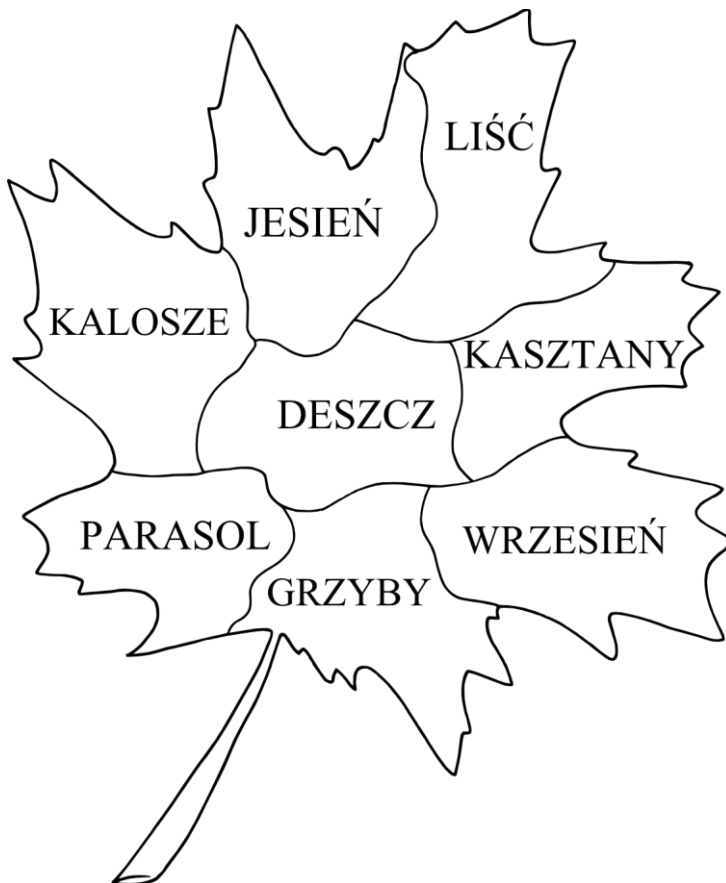 LIŚĆ
JESIEŃ
KALOSZE
KASZTANY
DESZCZ
PARASOL
WRZESIEŃ
GRZYBY